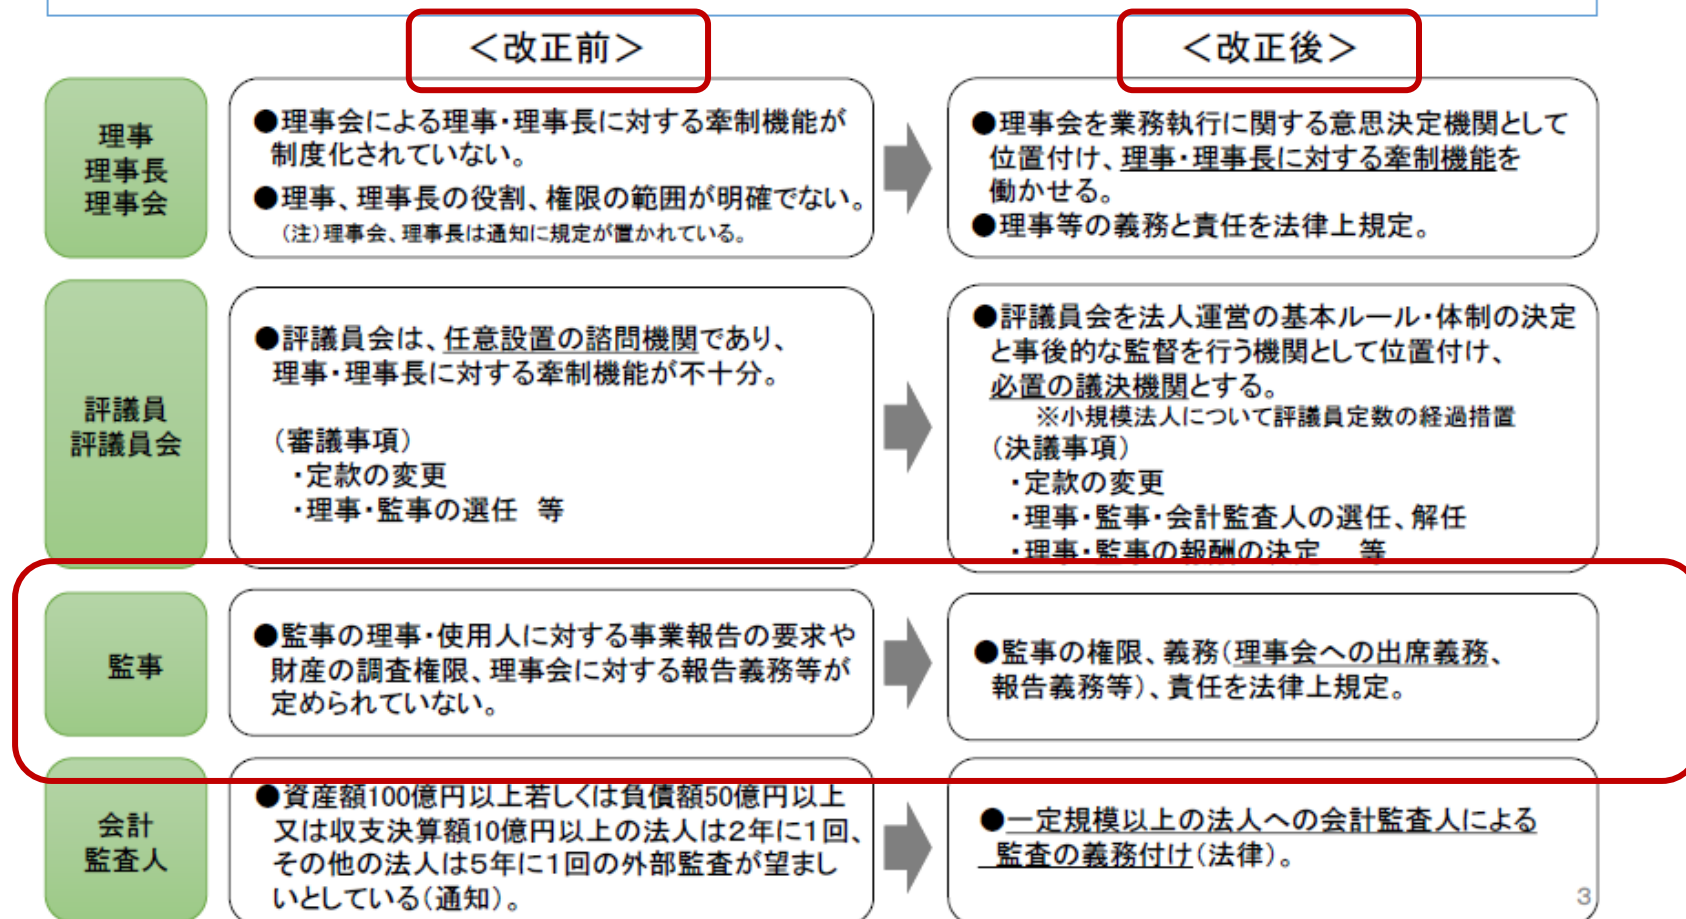 ＜改正前＞
＜改正後＞
理事
理事長
理事会
●理事会による理事・理事長に対する牽制機能が
制度化されていない。
●理事、理事長の役割、権限の範囲が明確でない。
（注）理事会、理事長は通知に規定が置かれている。
●理事会を業務執行に関する意思決定機関として
位置付け、理事・理事長に対する牽制機能を
働かせる。
●理事等の義務と責任を法律上規定。
評議員
評議員会
●評議員会は、任意設置の諮問機関であり、
理事・理事長に対する牽制機能が不十分。
（審議事項）
・定款の変更
・理事・監事の選任　等
●評議員会を法人運営の基本ルール・体制の決定
と事後的な監督を行う機関として位置付け、
必置の議決機関とする。
※小規模法人について評議員定数の経過措置
（決議事項）
・定款の変更
・理事・監事・会計監査人の選任、解任
・理事・監事の報酬の決定　等
監事
●監事の理事・使用人に対する事業報告の要求や
財産の調査権限、理事会に対する報告義務等が
定められていない。
●監事の権限、義務（理事会への出席義務、
報告義務等）、責任を法律上規定。
会計
監査人
●資産額100億円以上若しくは負債額50億円以上
又は収支決算額10億円以上の法人は２年に１回、
その他の法人は５年に１回の外部監査が望まし
いとしている（通知）。
●一定規模以上の法人への会計監査人による
監査の義務付け（法律）。
3